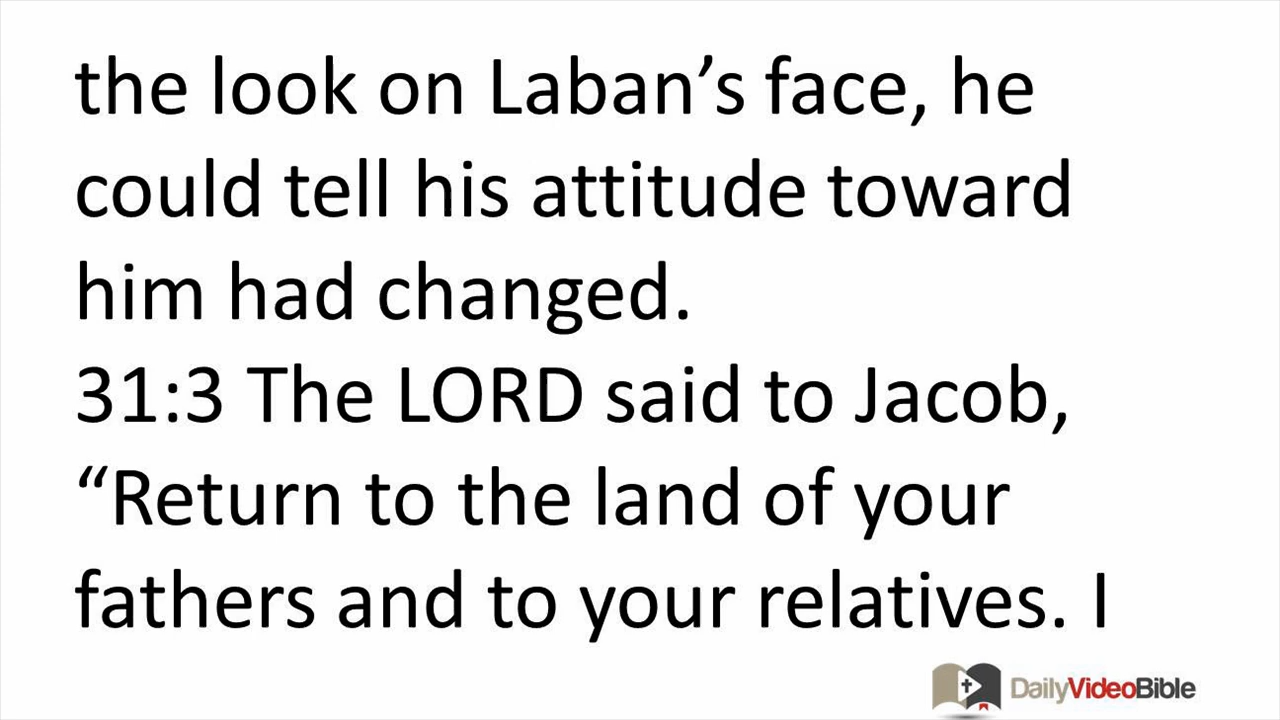 the look on Laban’s face, he
could tell his attitude toward
him had changed.
31:3 The LORD said to Jacob,
“Return to the land of your
fathers and to your relatives. I
DailyVideoBible